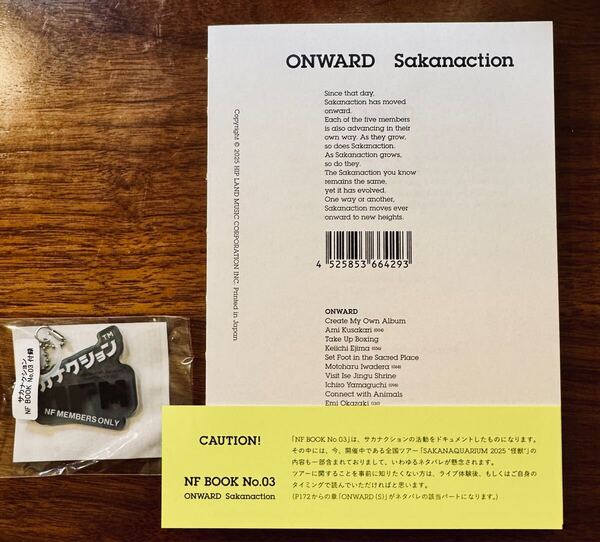 ONWARD Sakanaction
Since that day,
Sakanaction has moved
onward.
Each of the five members
is also advancing in their
own way. As they grow,
so does Sakanaction.
As Sakanaction grows,
so do they.
The Sakanaction you know
remains the same,
yet it has evolved.
One way or another,
Sakanaction moves ever
onward to new heights.
4 525853 664293
Copyright © 2025 HIP LAND MUSIC CORPORATION INC. Printed in Japan
ONWARD
Create My Own Album
Ami Kusakari (004)
Take Up Boxing
Keiichi Ejima
Set Foot in the Sacred Place
Motoharu Iwadera
Visit Ise Jingu Shrine
Ichiro Yamaguchi
Connect with Animals
Emi Okazaki
CAUTION!
NF BOOK No.03
ONWARD Sakanaction
「NF BOOK No.03」は、サカナクションの活動をドキュメントしたものになります。
その中には、今、開催中である全国ツアー「SAKANAQUARIUM 2025 “怪獣”」の
内容も一部含まれておりまして、いわゆるネタバレが懸念されます。
ツアーに関することを事前に知りたくない方は、ライブ体験後、もしくはご自身の
タイミングで読んでいただければと思います。
(P172からの章「ONWARD (S)」がネタバレの該当パートになります。)
サカナクション
NF BOOK No.03 付録
カナクション™
NF MEMBERS ONLY